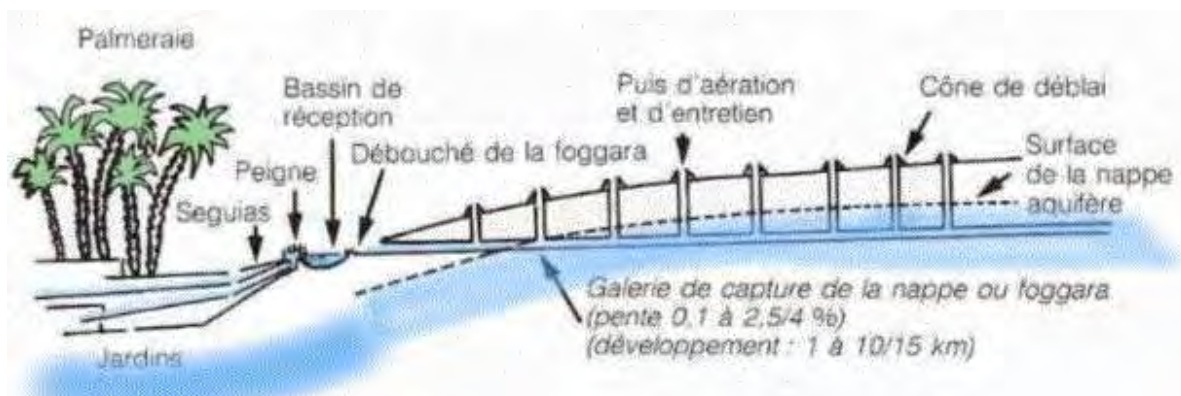 Palmeraie
Bassin de
réception
Puis d'aération
et d'entretien
Cône de déblai
Débouché de la foggara
Surface
de la nappe
aquifère
Peigne
Seguias
Galerie de capture de la nappe ou foggara
(pente 0,1 à 2,5/4 %)
(développement : 1 à 10/15 km)
Jardins